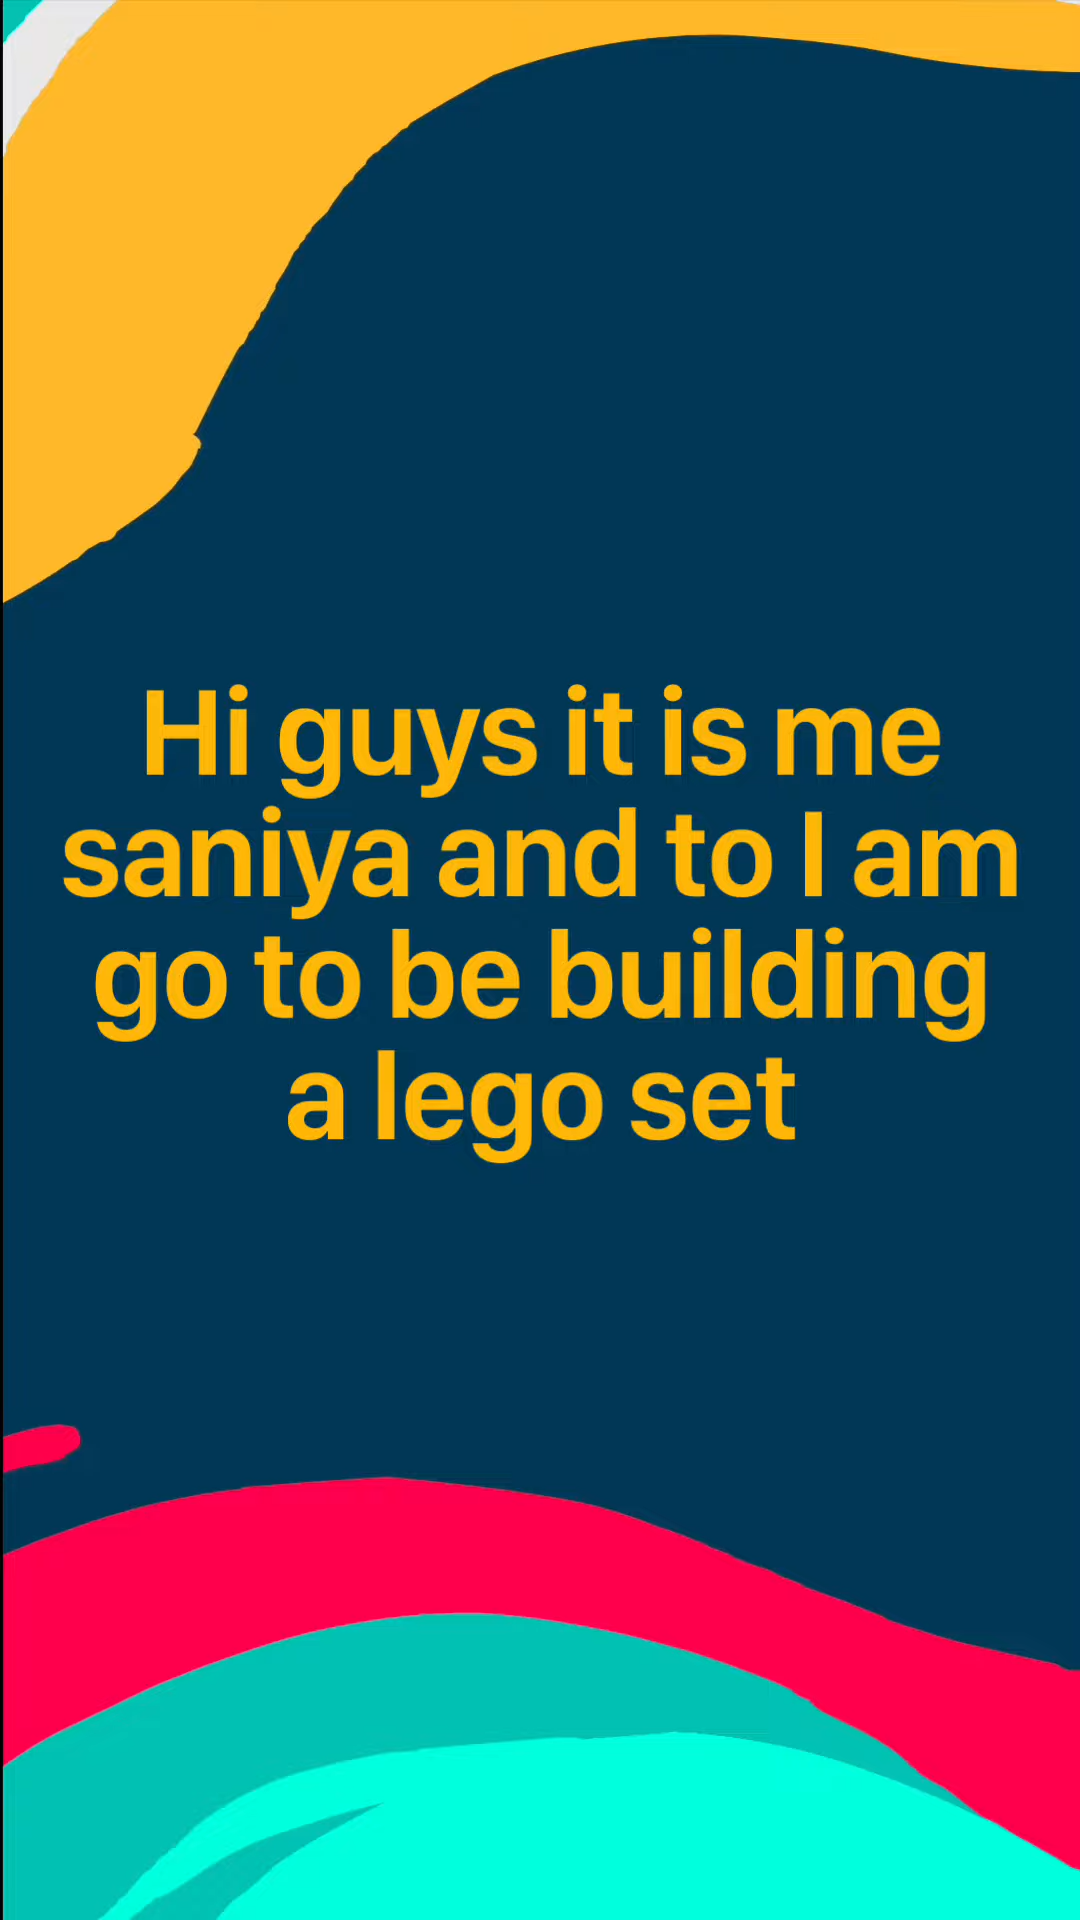 Hi guys it is me
saniya and to I am
go to be building
a lego set